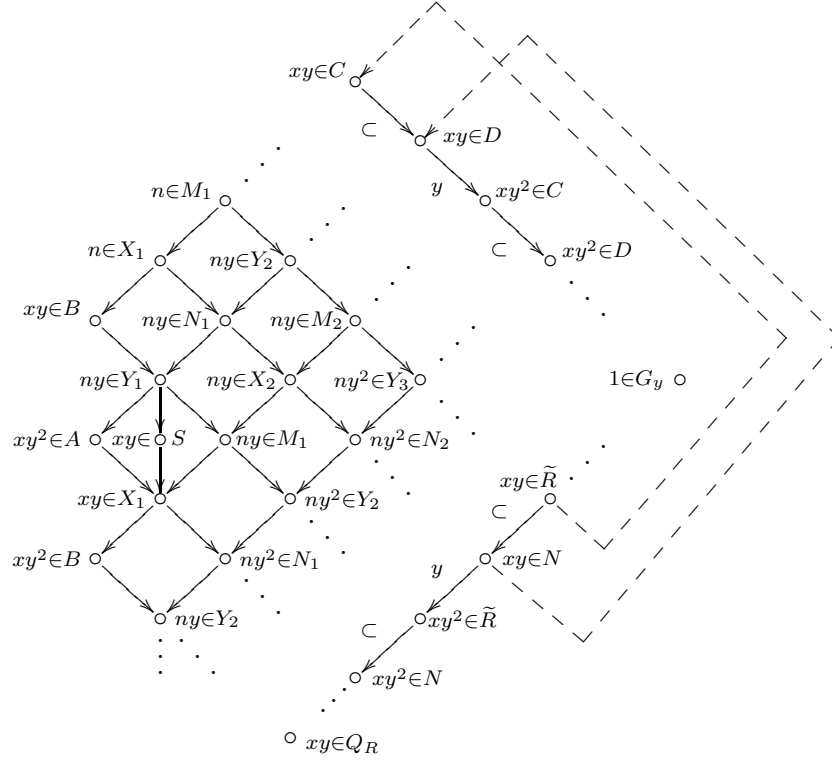 xy∈C
⊂ xy∈D
n∈M₁ y xy²∈C
n∈X₁ ny∈Y₂ ⊂ xy²∈D
xy∈B ny∈N₁ ny∈M₂
ny∈Y₁ ny∈X₂ ny²∈Y₃ 1∈G_y
xy²∈A xy∈ S ny∈M₁ ny²∈N₂
xy∈X₁ ny²∈Y₂ xy∈R̃
⊂
xy²∈B ny²∈N₁ xy∈N
y
ny∈Y₂ xy²∈R̃
⊂
xy²∈N
xy∈Q_R